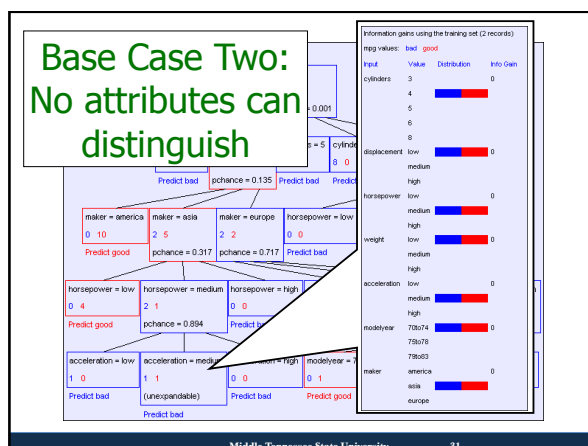 Base Case Two:
No attributes can
distinguish
= 0.001
s = 5
cylinde
8 0
Predict bad
pchance = 0.135
Predict bad
Predict
maker = america
0 10
Predict good
maker = asia
2 5
pchance = 0.317
maker = europe
2 2
pchance = 0.717
horsepower = low
0 0
Predict bad
horsepower = low
0 4
Predict good
horsepower = medium
2 1
pchance = 0.894
horsepower = high
0 0
Predict
acceleration = low
1 0
Predict bad
acceleration = medium
1 1
(unexpandable)
Predict bad
= high
0 0
Predict bad
modelyear = 7
0 1
Predict good
Information gains using the training set (2 records)
mpg values: bad good
Input Value Distribution Info Gain
cylinders 3 0
4
5
6
8
displacement low 0
medium
high
horsepower low 0
medium
high
weight low 0
medium
high
acceleration low 0
medium
high
modelyear 70to74 0
75to78
79to83
maker america 0
asia
europe
Middle Tennessee State University 31